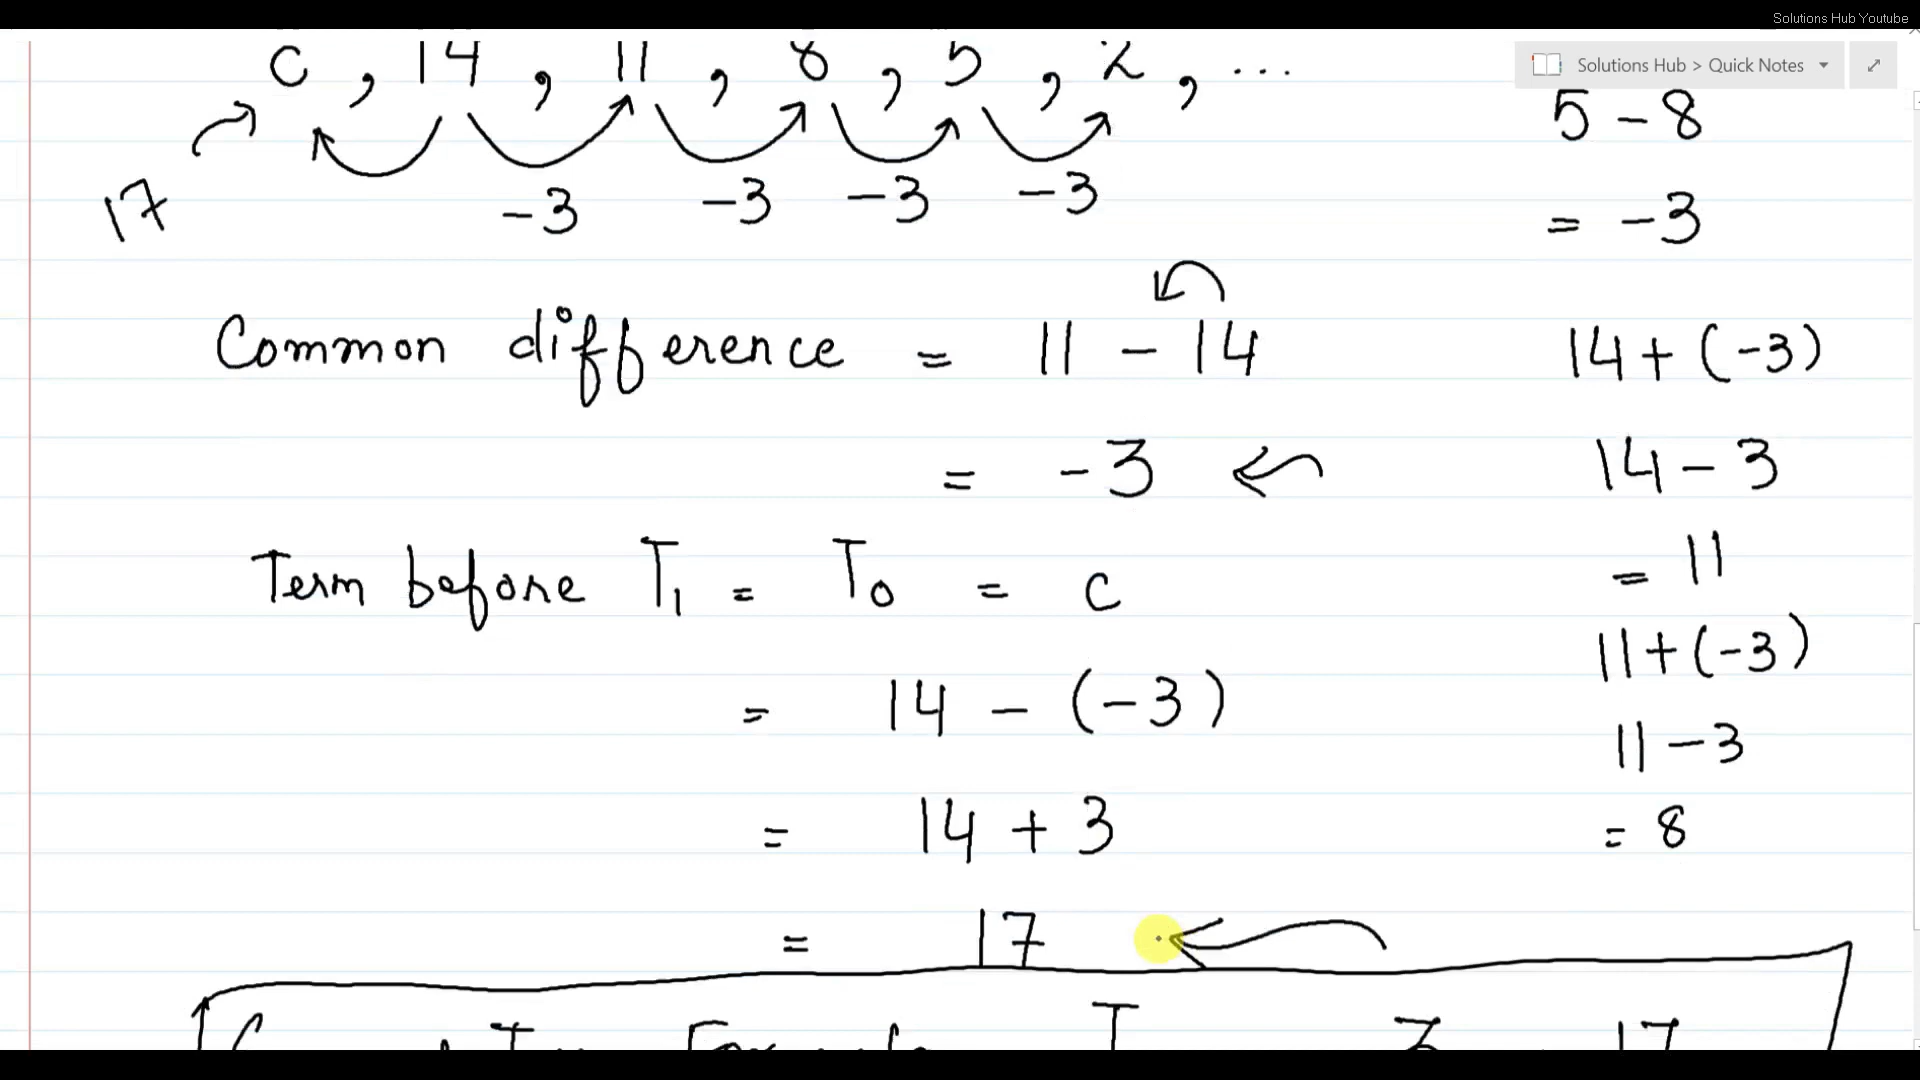 Solutions Hub Youtube
Solutions Hub > Quick Notes
c , 14 , 11 , 8 , 5 , 2 , ...
17
-3 -3 -3 -3
5 - 8
= -3
Common difference = 11 - 14
= -3
14 + (-3)
14 - 3
= 11
11 + (-3)
11 - 3
= 8
Term before T₁ = T₀ = c
= 14 - (-3)
= 14 + 3
= 17